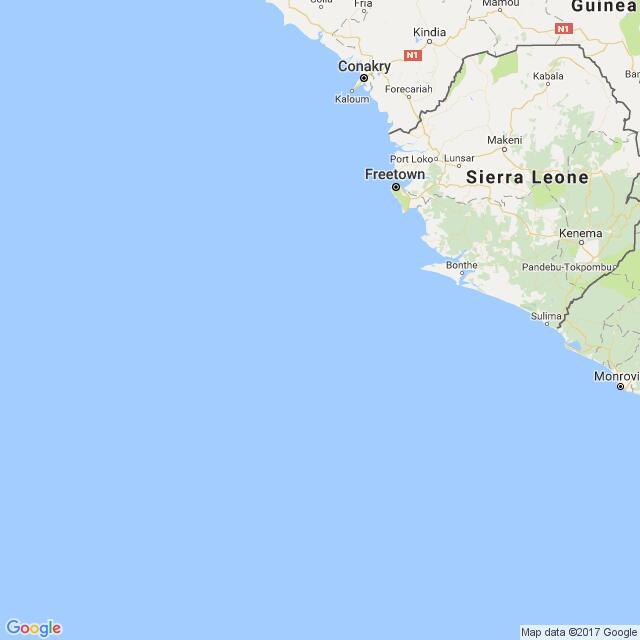 Fria
Mamou
Guinea
Kindia
N1
N1
Conakry
Kaloum
Forecariah
Kabala
Makeni
Port Loko
Lunsar
Freetown
Sierra Leone
Kenema
Bonthe
Pandebu-Tokpombu
Sulima
Monrovi
Google
Map data ©2017 Google